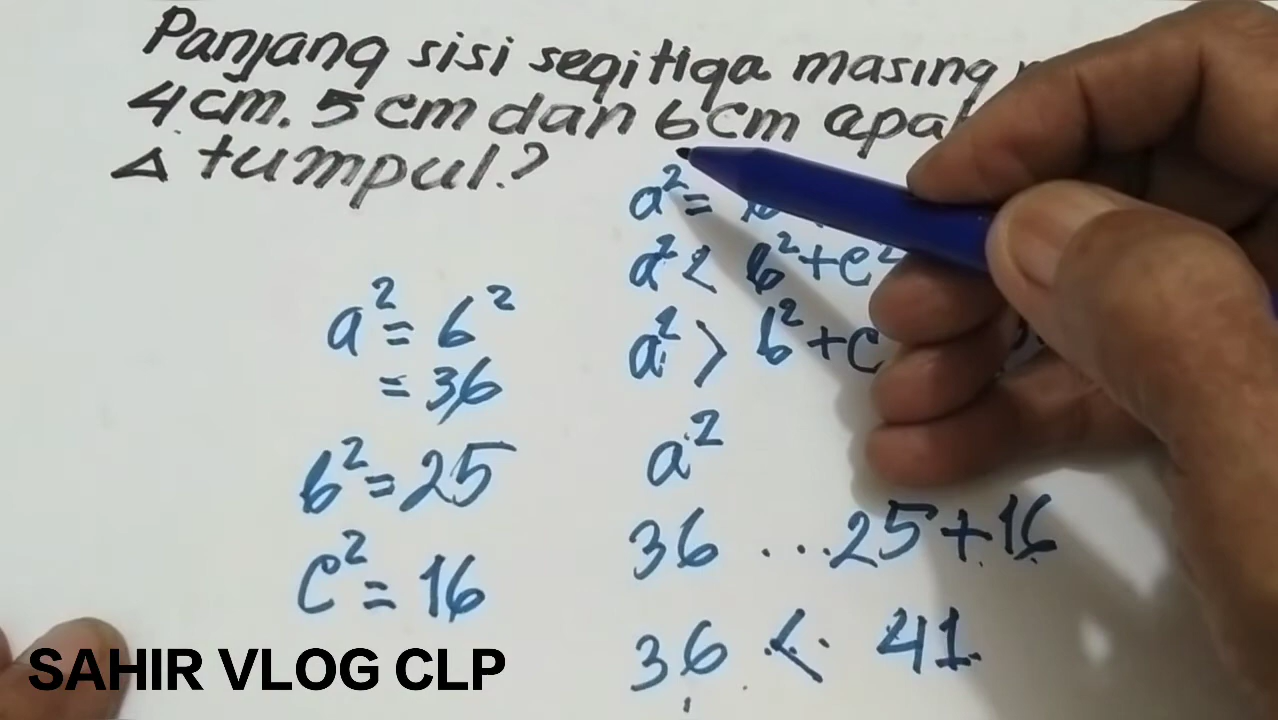 Panjang sisi segitiga masing
4 cm. 5 cm dan 6 cm apa
△ tumpul.?
a² =
a² < b² + c²
a² > b² + c
a² = 6²
= 36
b² = 25
c² = 16
a²
36 ... 25 + 16
36 < 41
SAHIR VLOG CLP